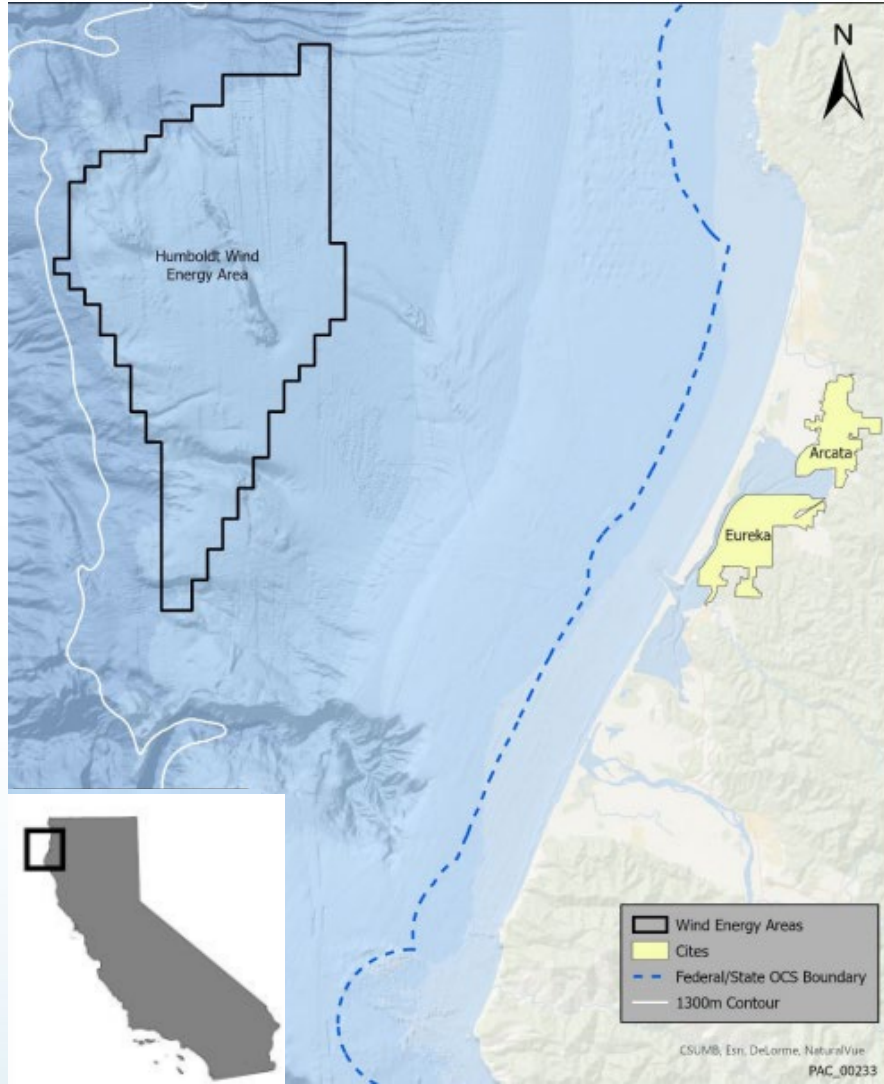 N
Humboldt Wind
Energy Area
Arcata
Eureka
Wind Energy Areas
Cites
Federal/State OCS Boundary
1300m Contour
CSUMB, Esri, DeLorme, NaturalVue
PAC_00233